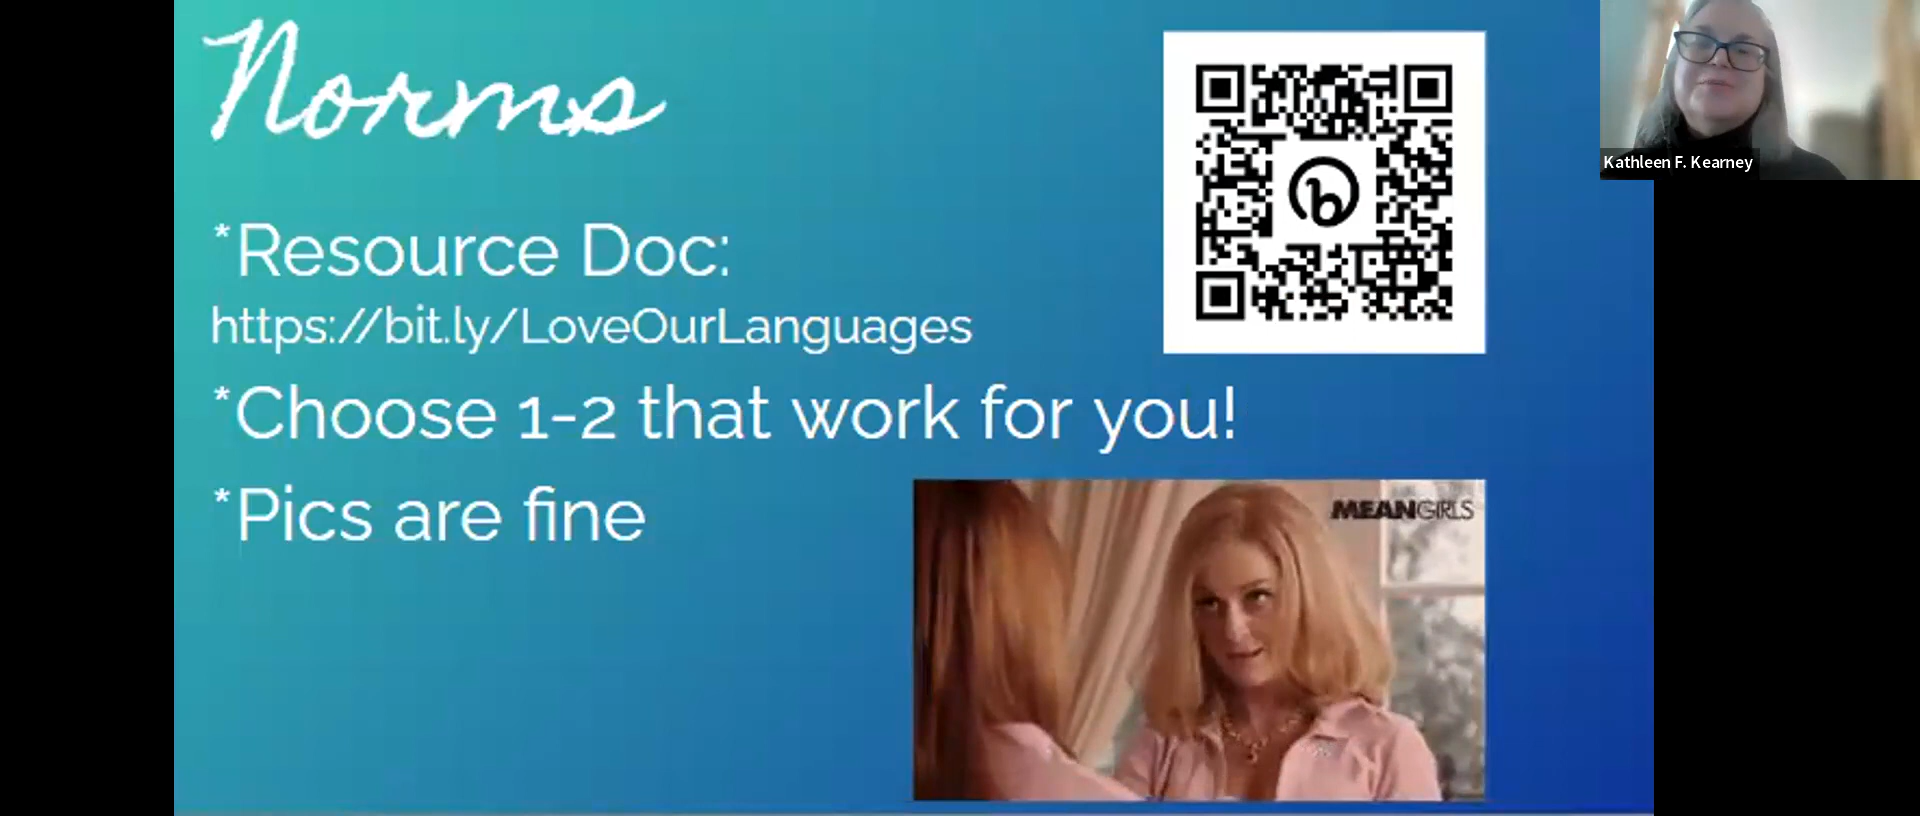 Norms
*Resource Doc:
https://bit.ly/LoveOurLanguages
*Choose 1-2 that work for you!
*Pics are fine
MEANGIRLS
Kathleen F. Kearney